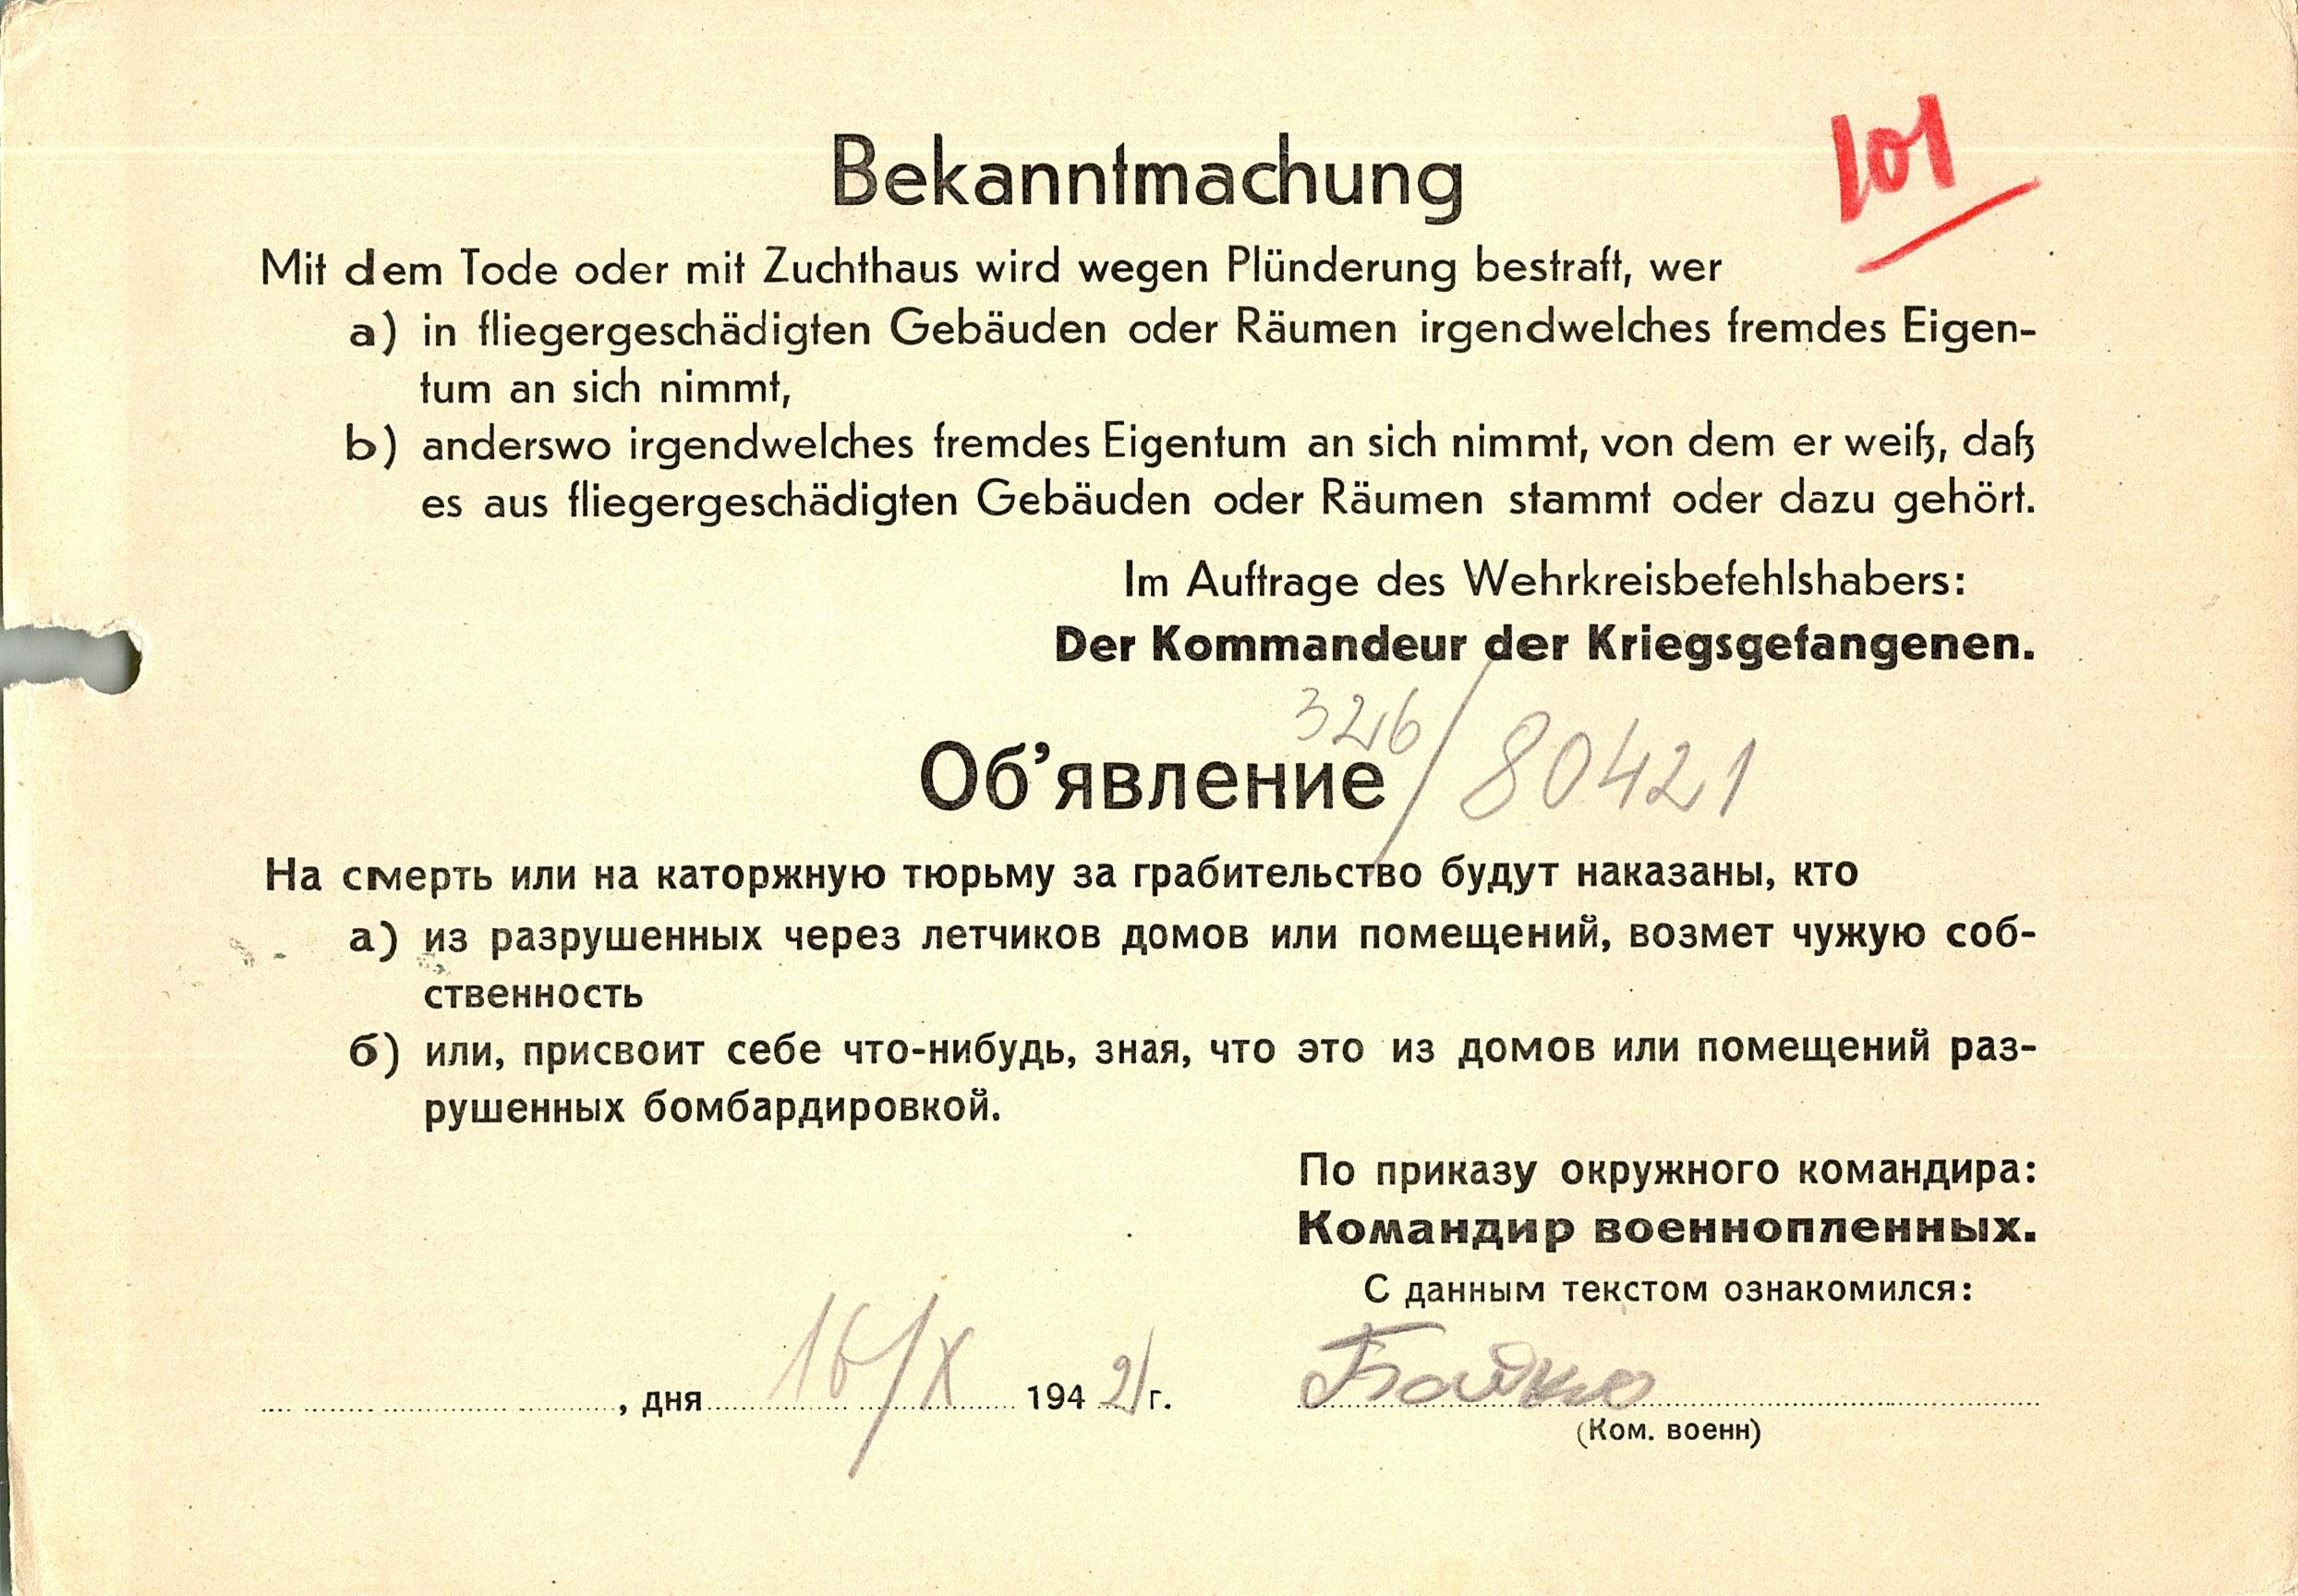 101
Bekanntmachung
Mit dem Tode oder mit Zuchthaus wird wegen Plünderung bestraft, wer
a) in fliegergeschädigten Gebäuden oder Räumen irgendwelches fremdes Eigen-
tum an sich nimmt,
b) anderswo irgendwelches fremdes Eigentum an sich nimmt, von dem er weiß, daß
es aus fliegergeschädigten Gebäuden oder Räumen stammt oder dazu gehört.
Im Auftrage des Wehrkreisbefehlshabers:
Der Kommandeur der Kriegsgefangenen.
326/80421
Об’явление
На смерть или на каторжную тюрьму за грабительство будут наказаны, кто
а) из разрушенных через летчиков домов или помещений, возмет чужую соб-
ственность
б) или, присвоит себе что-нибудь, зная, что это из домов или помещений раз-
рушенных бомбардировкой.
По приказу окружного командира:
Командир военнопленных.
С данным текстом ознакомился:
, дня 16/X 1942 г. Бойко
(Ком. военн)